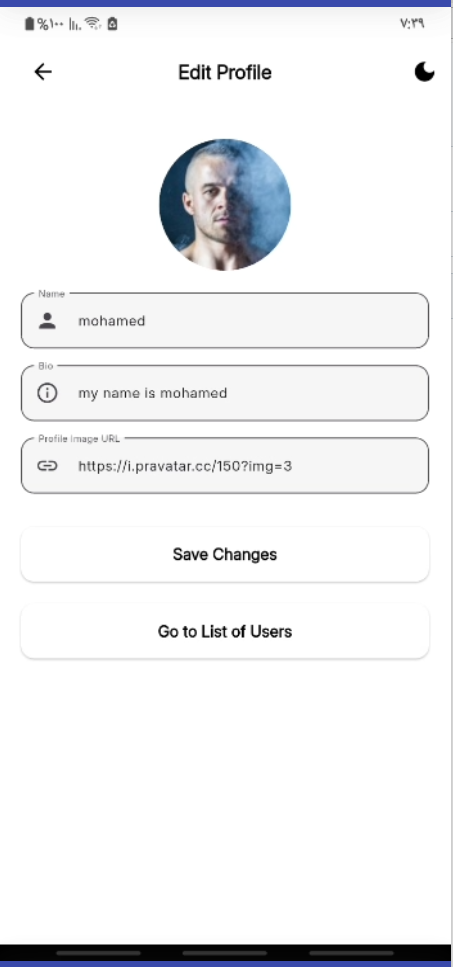 %١٠٠ ٧:٣٩
Edit Profile
Name
mohamed
Bio
my name is mohamed
Profile Image URL
https://i.pravatar.cc/150?img=3
Save Changes
Go to List of Users